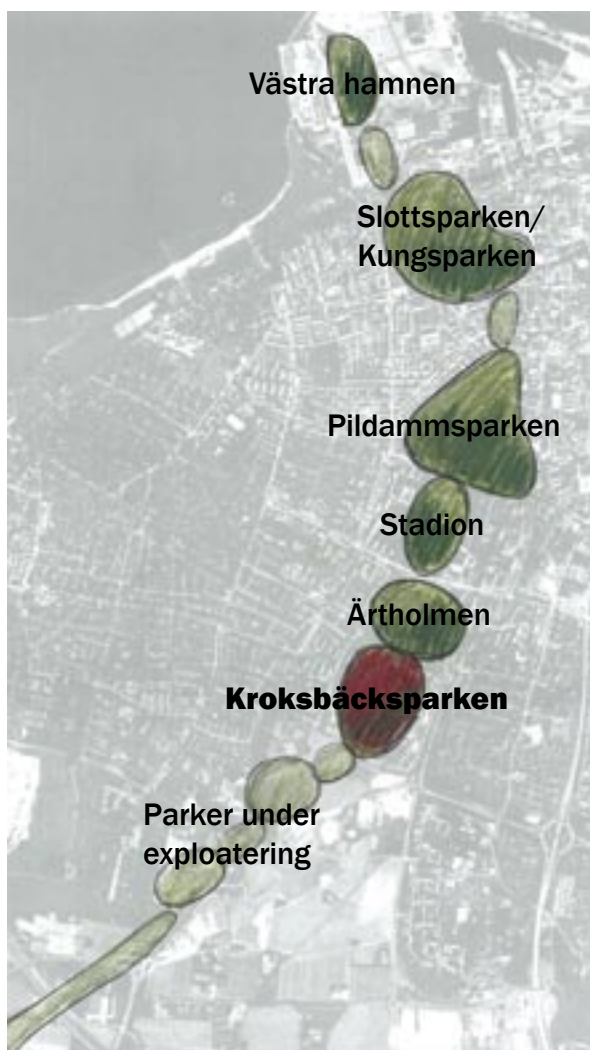 Västra hamnen
Slottsparken/
Kungsparken
Pildammsparken
Stadion
Ärtholmen
Kroksbäcksparken
Parker under
exploatering